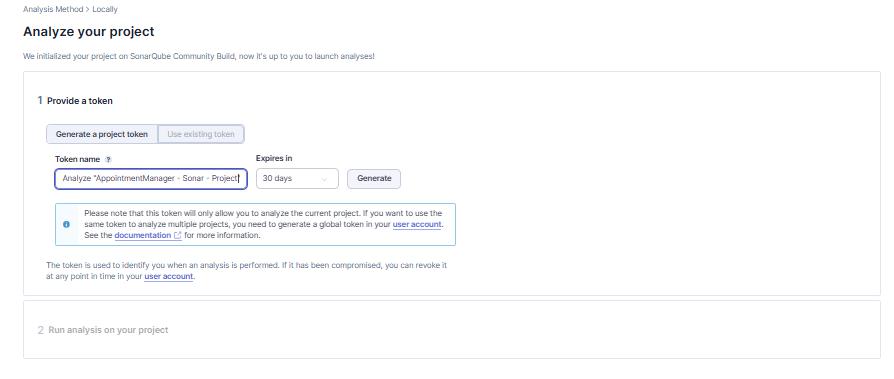 Analysis Method > Locally
Analyze your project
We initialized your project on SonarQube Community Build, now it's up to you to launch analyses!
1 Provide a token
Generate a project token Use existing token
Token name ? Expires in
Analyze "AppointmentManager - Sonar - Project 30 days Generate
Please note that this token will only allow you to analyze the current project. If you want to use the
same token to analyze multiple projects, you need to generate a global token in your user account.
See the documentation for more information.
The token is used to identify you when an analysis is performed. If it has been compromised, you can revoke it
at any point in time in your user account.
2 Run analysis on your project